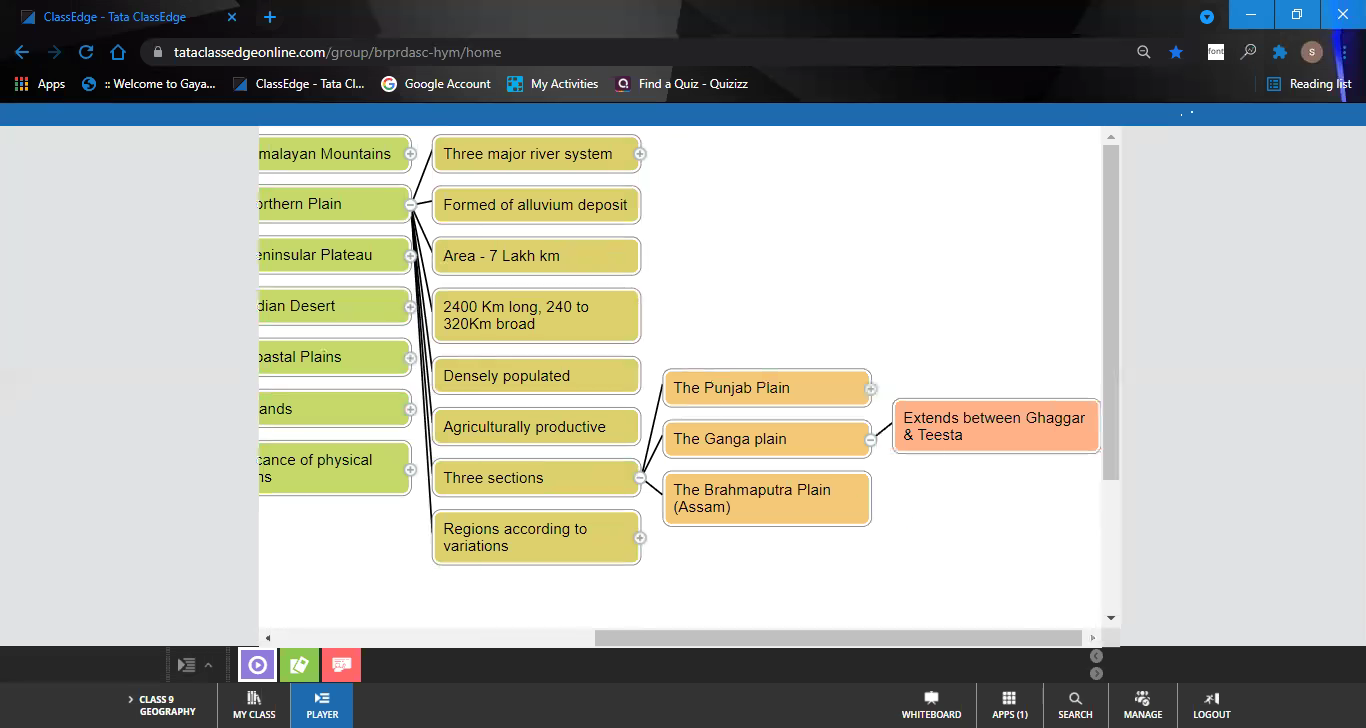 ClassEdge - Tata ClassEdge
tataclassedgeonline.com/group/brprdasc-hym/home
font
S
Apps
:: Welcome to Gaya...
ClassEdge - Tata Cl...
Google Account
My Activities
Find a Quiz - Quizizz
Reading list
malayan Mountains
Three major river system
orthern Plain
Formed of alluvium deposit
eninsular Plateau
Area - 7 Lakh km
dian Desert
2400 Km long, 240 to
320Km broad
oastal Plains
Densely populated
The Punjab Plain
ands
Agriculturally productive
The Ganga plain
Extends between Ghaggar
& Teesta
cance of physical
ns
Three sections
The Brahmaputra Plain
(Assam)
Regions according to
variations
CLASS 9
GEOGRAPHY
MY CLASS
PLAYER
WHITEBOARD
APPS (1)
SEARCH
MANAGE
LOGOUT